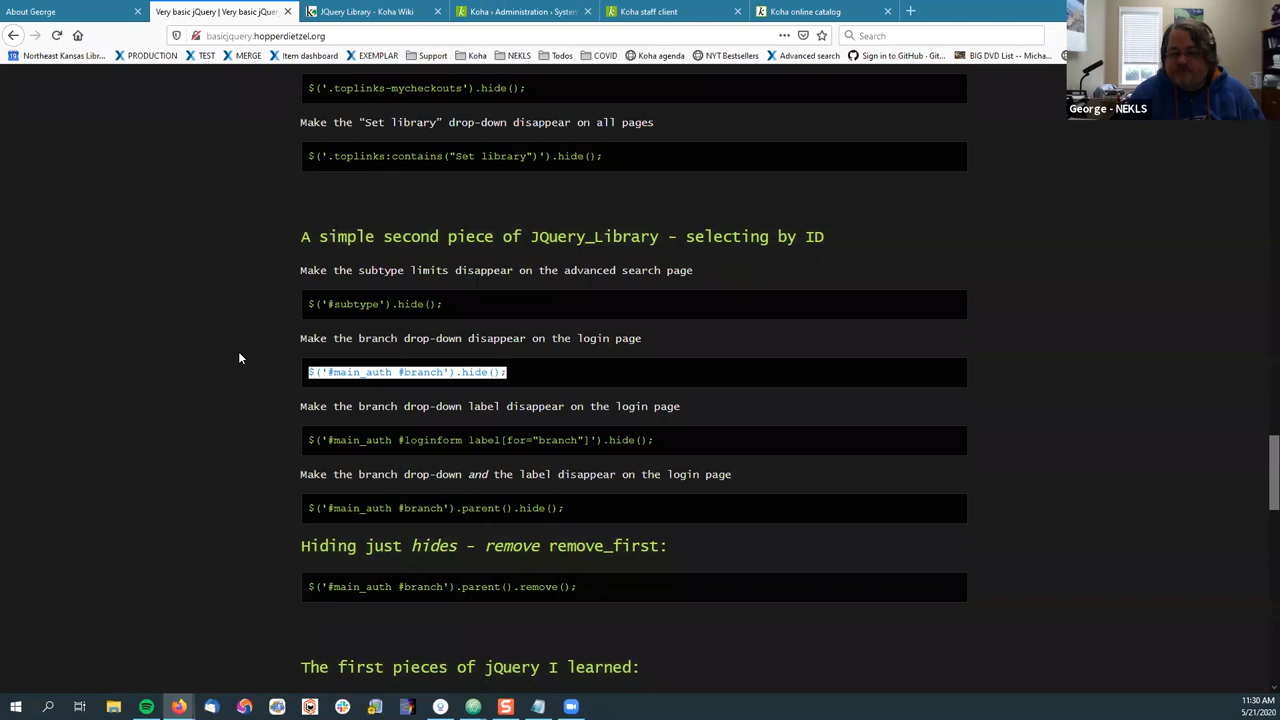 About George
Very basic jQuery | Very basic jQuer
JQuery Library - Koha Wiki
Koha › Administration › System
Koha staff client
Koha online catalog
basicjquery.hopperdietzel.org
Search
Northeast Kansas Libr...
PRODUCTION
TEST
MERGE
Item dashboard
EXEMPLAR
Support
Koha
NEKLS
Todos
COVID
Koha agenda
NYT Bestsellers
Advanced search
Sign in to GitHub · Git...
BIG DVD List -- Micha...
George - NEKLS
$('.toplinks-mycheckouts').hide();
Make the “Set library” drop-down disappear on all pages
$('.toplinks:contains("Set library")').hide();
A simple second piece of JQuery_Library - selecting by ID
Make the subtype limits disappear on the advanced search page
$('#subtype').hide();
Make the branch drop-down disappear on the login page
$('#main_auth #branch').hide();
Make the branch drop-down label disappear on the login page
$('#main_auth #loginform label[for="branch"]').hide();
Make the branch drop-down and the label disappear on the login page
$('#main_auth #branch').parent().hide();
Hiding just hides - remove remove_first:
$('#main_auth #branch').parent().remove();
The first pieces of jQuery I learned:
11:30 AM
5/21/2020